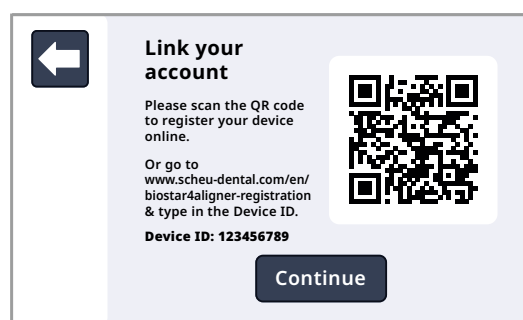 Link your
account
Please scan the QR code
to register your device
online.
Or go to
www.scheu-dental.com/en/
biostar4aligner-registration
& type in the Device ID.
Device ID: 123456789
Continue